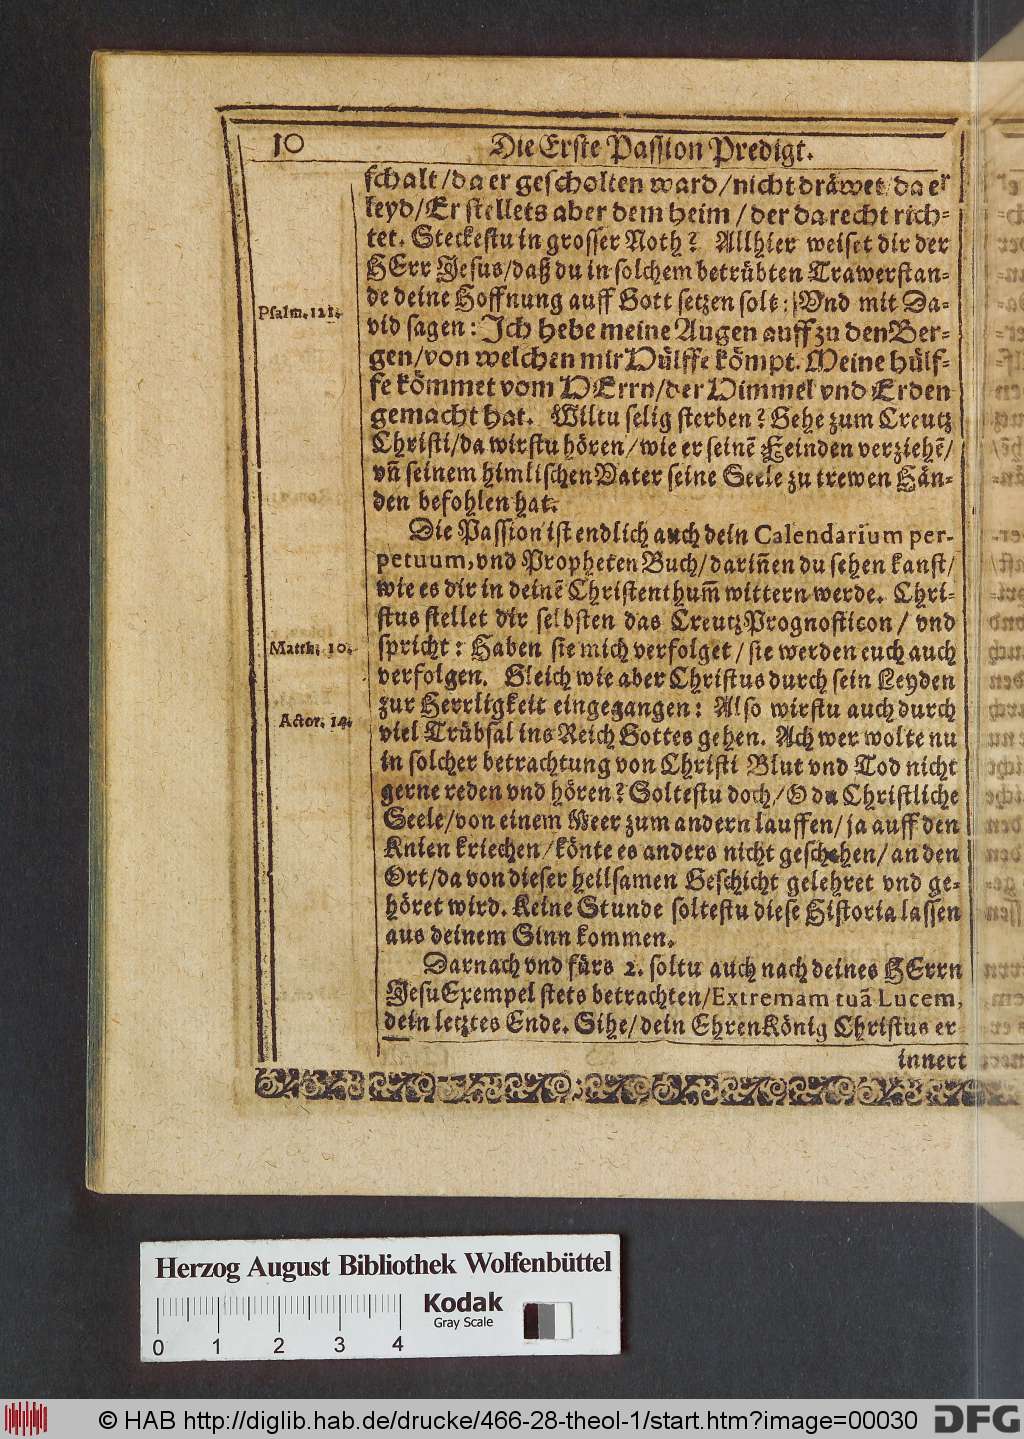 10
Die Erste Passion Predigt.
schalt/da er gescholten ward/nicht dräwet/da er
leyd/Er stellets aber dem heim/der da recht rich-
tet. Steckestu in grosser Noth? Allhier weiset dir der
HErr Jesus/daß du in solchem betrübten Trawerstan-
de deine Hoffnung auff Gott setzen solt: Vnd mit Da-
Psalm. 121.
vid sagen: Ich hebe meine Augen auff zu den Ber-
gen/von welchen mir Hülffe kömpt. Meine hülf-
fe kömmet vom HErrn/der Himmel vnd Erden
gemacht hat. Wiltu selig sterben? Gehe zum Creutz
Christi/da wirstu hören/wie er seinē Feinden verziehē/
vñ seinem himlischen Vater seine Seele zu trewen Hän-
den befohlen hat.
Die Passion ist endlich auch dein Calendarium per-
petuum, vnd Propheten Buch/dariñen du sehen kanst/
wie es dir in deinē Christenthum̃ wittern werde. Chri-
stus stellet dir selbsten das Creutz Prognosticon/ vnd
Matth. 10.
spricht: Haben sie mich verfolget/sie werden euch auch
verfolgen. Gleich wie aber Christus durch sein Leyden
Actor. 14.
zur Herrligkeit eingegangen: Also wirstu auch durch
viel Trübsal ins Reich Gottes gehen. Ach wer wolte nu
in solcher betrachtung von Christi Blut vnd Tod nicht
gerne reden vnd hören? Soltestu doch/O du Christliche
Seele/von einem Meer zum andern lauffen/ja auff den
Knien kriechen/könte es anders nicht geschehen/an den
Ort/da von dieser heilsamen Geschicht gelehret vnd ge-
höret wird. Keine Stunde soltestu diese Historia lassen
aus deinem Sinn kommen.
Darnach vnd fürs 2. soltu auch nach deines HErrn
Jesu Exempel stets betrachten/Extremam tuã Lucem,
dein letztes Ende. Sihe/dein EhrenKönig Christus er-
innert
Herzog August Bibliothek Wolfenbüttel
Kodak
Gray Scale
0 1 2 3 4
© HAB http://diglib.hab.de/drucke/466-28-theol-1/start.htm?image=00030
DFG